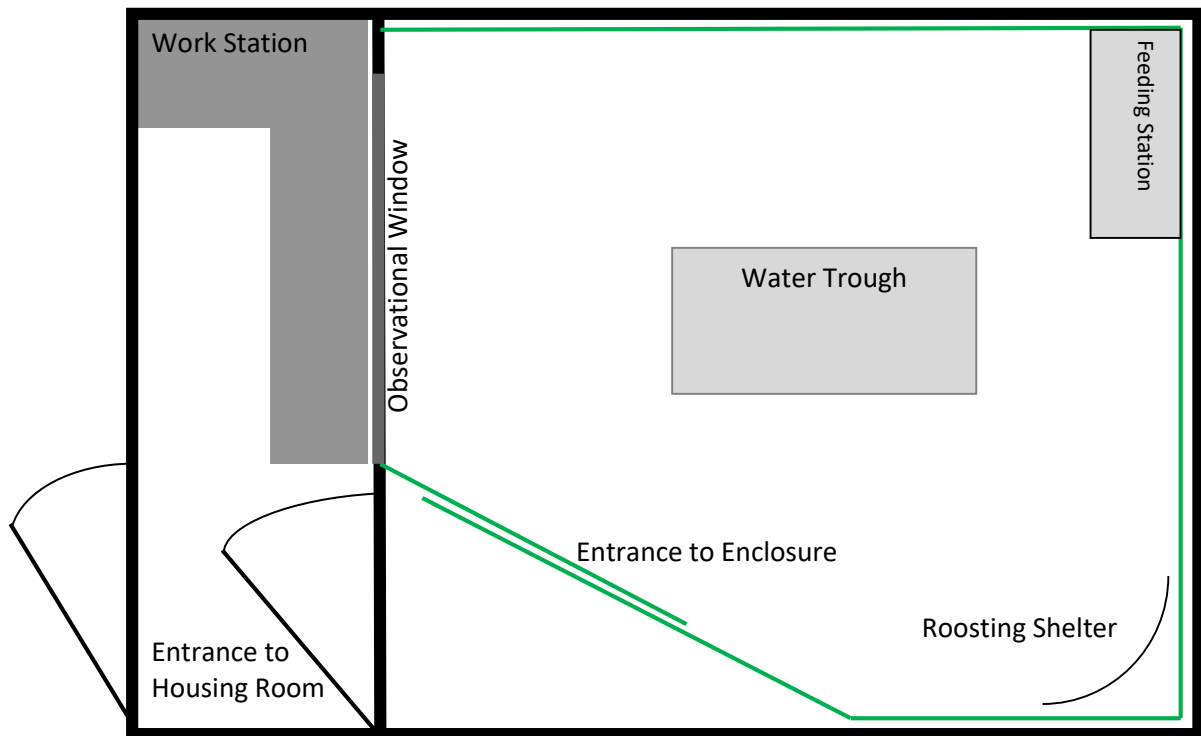 Work Station
Observational Window
Feeding Station
Water Trough
Entrance to Enclosure
Roosting Shelter
Entrance to
Housing Room